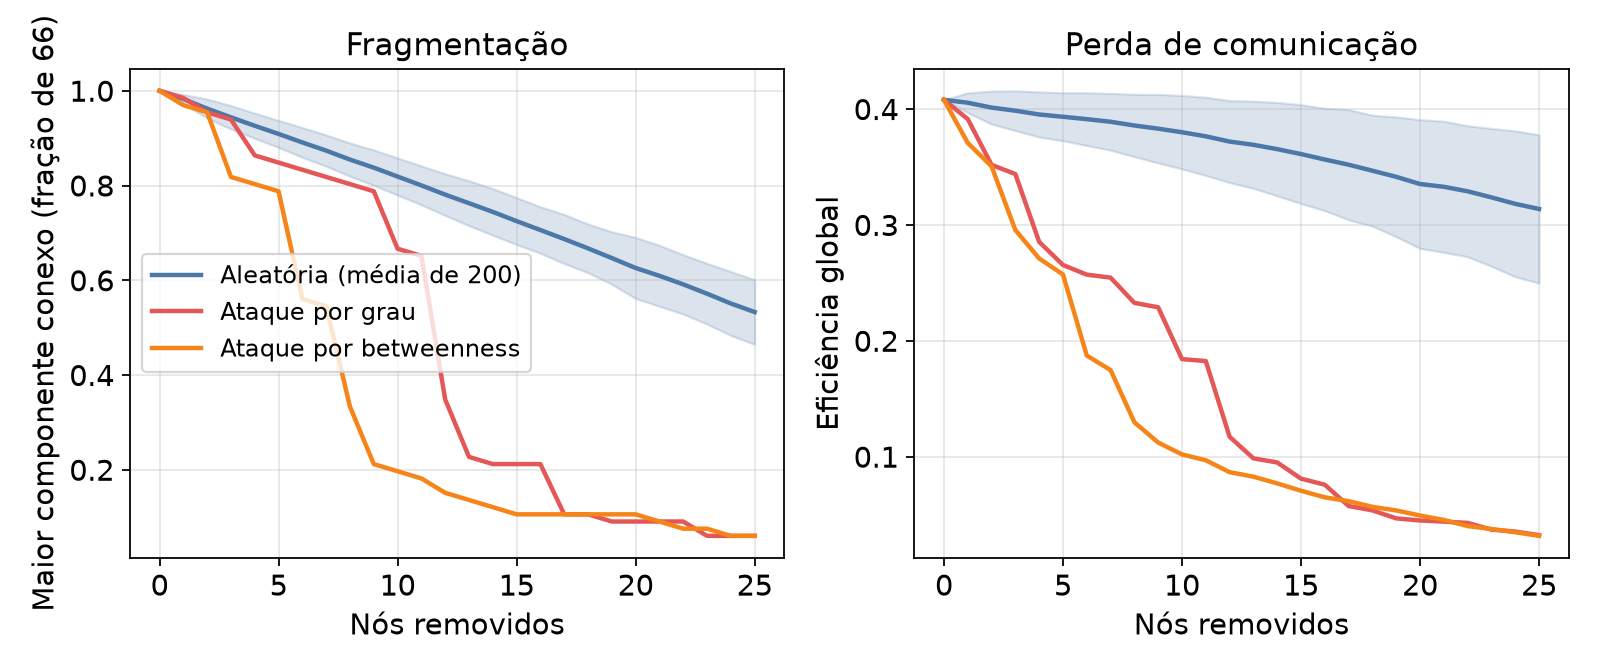 Fragmentação
Maior componente conexo (fração de 66)
1.0
0.8
0.6
0.4
0.2
Aleatória (média de 200)
Ataque por grau
Ataque por betweenness
0 5 10 15 20 25
Nós removidos
Perda de comunicação
Eficiência global
0.4
0.3
0.2
0.1
0 5 10 15 20 25
Nós removidos